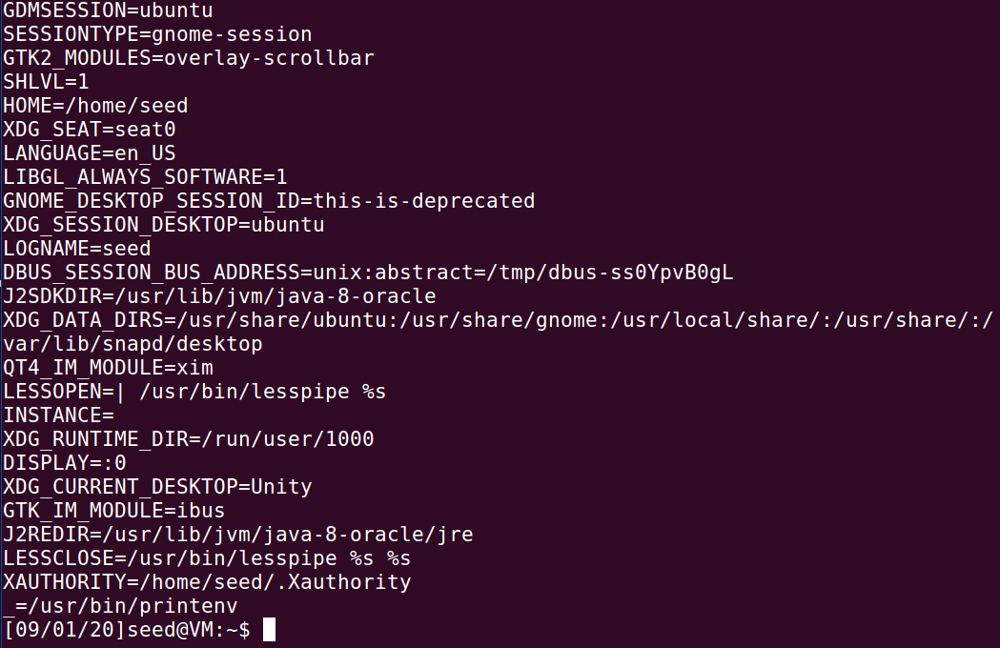 GDMSESSION=ubuntu
SESSIONTYPE=gnome-session
GTK2_MODULES=overlay-scrollbar
SHLVL=1
HOME=/home/seed
XDG_SEAT=seat0
LANGUAGE=en_US
LIBGL_ALWAYS_SOFTWARE=1
GNOME_DESKTOP_SESSION_ID=this-is-deprecated
XDG_SESSION_DESKTOP=ubuntu
LOGNAME=seed
DBUS_SESSION_BUS_ADDRESS=unix:abstract=/tmp/dbus-ss0YpvB0gL
J2SDKDIR=/usr/lib/jvm/java-8-oracle
XDG_DATA_DIRS=/usr/share/ubuntu:/usr/share/gnome:/usr/local/share/:/usr/share/:/
var/lib/snapd/desktop
QT4_IM_MODULE=xim
LESSOPEN=| /usr/bin/lesspipe %s
INSTANCE=
XDG_RUNTIME_DIR=/run/user/1000
DISPLAY=:0
XDG_CURRENT_DESKTOP=Unity
GTK_IM_MODULE=ibus
J2REDIR=/usr/lib/jvm/java-8-oracle/jre
LESSCLOSE=/usr/bin/lesspipe %s %s
XAUTHORITY=/home/seed/.Xauthority
_=/usr/bin/printenv
[09/01/20]seed@VM:~$